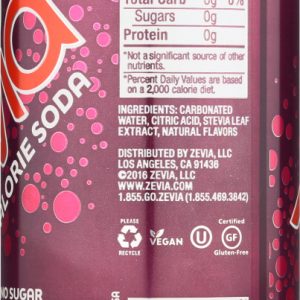 Total Carb 0g 0%
Sugars 0g
Protein 0g
*Not a significant source of other
nutrients.
*Percent Daily Values are based
on a 2,000 calorie diet.
INGREDIENTS: CARBONATED
WATER, CITRIC ACID, STEVIA LEAF
EXTRACT, NATURAL FLAVORS
DISTRIBUTED BY ZEVIA, LLC
LOS ANGELES, CA 91436
©2016 ZEVIA, LLC
WWW.ZEVIA.COM
1.855.GO.ZEVIA (1.855.469.3842)
PLEASE
RECYCLE
VEGAN
U
Certified
GF
Gluten-Free
CALORIE SODA
NO SUGAR